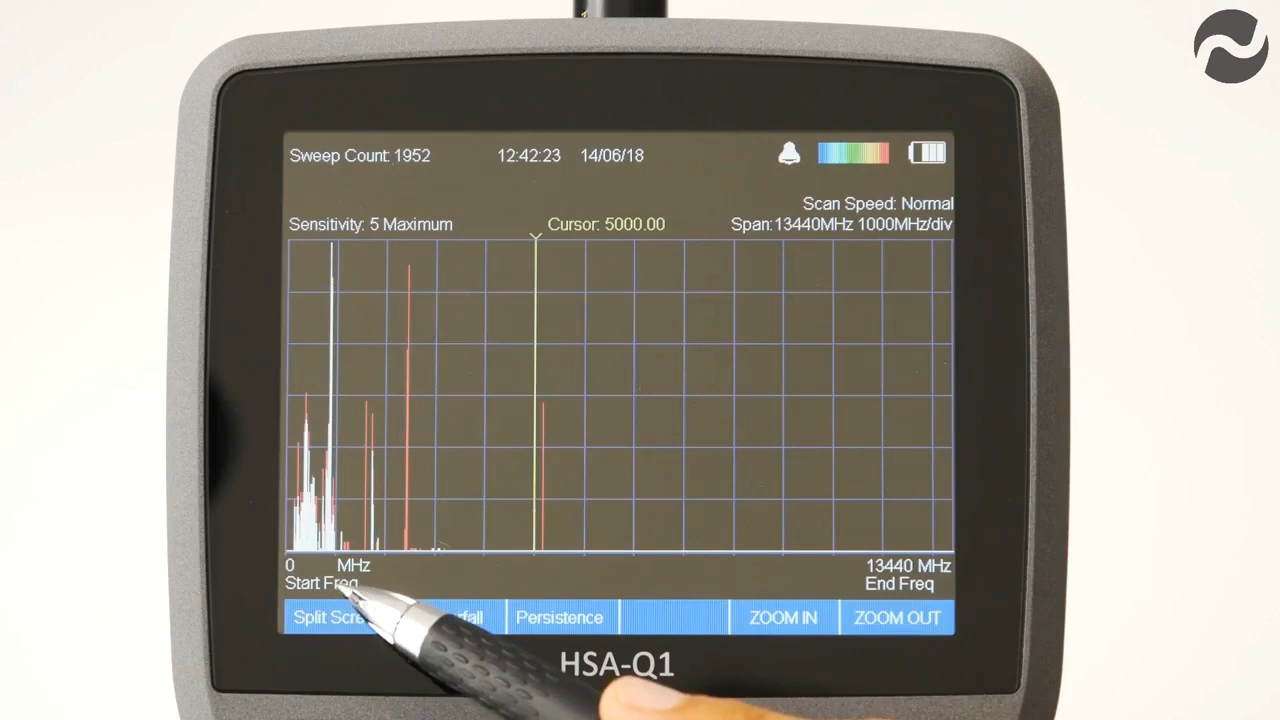 Sweep Count: 1952 12:42:23 14/06/18
Scan Speed: Normal
Sensitivity: 5 Maximum Cursor: 5000.00 Span:13440MHz 1000MHz/div
0 MHz 13440 MHz
Start Freq End Freq
Split Persistence ZOOM IN ZOOM OUT
HSA-Q1